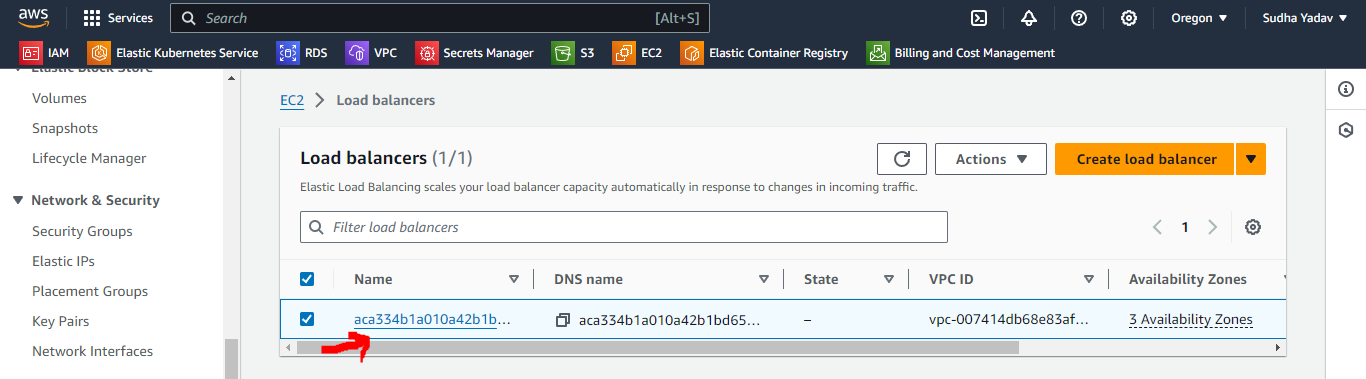 aws
Services
Search
[Alt+S]
Oregon
Sudha Yadav
IAM
Elastic Kubernetes Service
RDS
VPC
Secrets Manager
S3
EC2
Elastic Container Registry
Billing and Cost Management
Elastic Block Store
Volumes
Snapshots
Lifecycle Manager
Network & Security
Security Groups
Elastic IPs
Placement Groups
Key Pairs
Network Interfaces
EC2
Load balancers
Load balancers (1/1)
Actions
Create load balancer
Elastic Load Balancing scales your load balancer capacity automatically in response to changes in incoming traffic.
Filter load balancers
1
Name
DNS name
State
VPC ID
Availability Zones
aca334b1a010a42b1b...
aca334b1a010a42b1bd65...
–
vpc-007414db68e83af...
3 Availability Zones